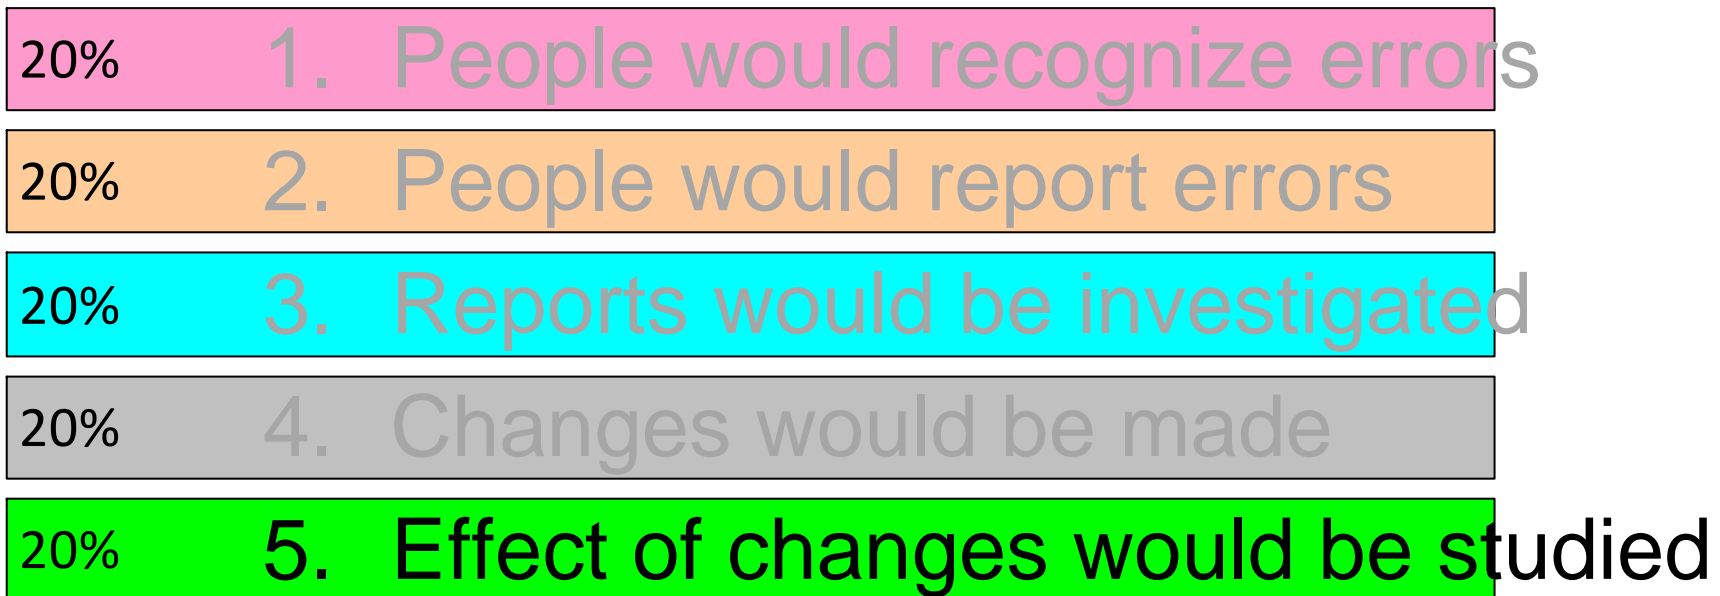 20% 1. People would recognize errors
20% 2. People would report errors
20% 3. Reports would be investigated
20% 4. Changes would be made
20% 5. Effect of changes would be studied